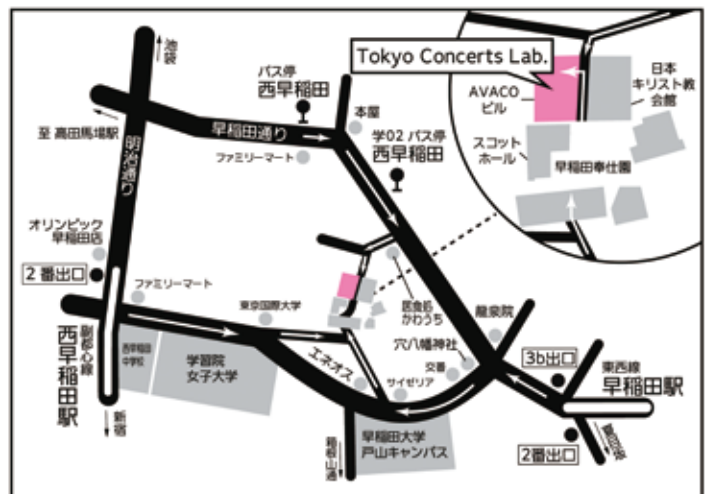 池袋
バス停
西早稲田
本屋
至 高田馬場駅
早稲田通り
学02 バス停
西早稲田
明治通り
ファミリーマート
Tokyo Concerts Lab.
AVACO
ビル
日本
キリスト教
会館
スコット
ホール
早稲田奉仕園
オリンピック
早稲田店
2番出口
ファミリーマート
東京国際大学
居食処
かわうち
龍泉院
穴八幡神社
交番
3b出口
東西線
早稲田駅
副都心線
西早稲田駅
西早稲田
中学校
学習院
女子大学
エネオス
サイゼリア
新宿
箱根山通
早稲田大学
戸山キャンパス
2番出口